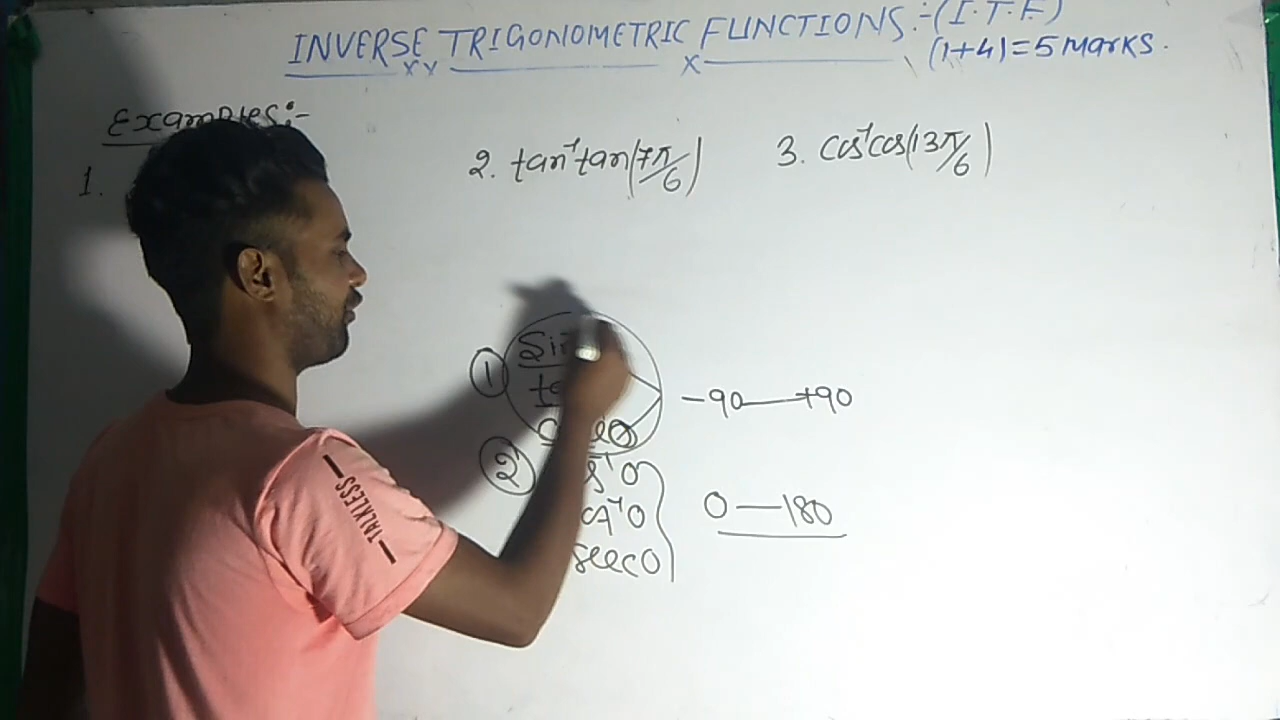 INVERSE TRIGONOMETRIC FUNCTIONS:-(I.T.F.)
(1+4)=5 Marks.
Examples:-
1.
2. tan⁻¹tan(7π/6)
3. cos⁻¹cos(13π/6)
1
-90—+90
2
0—180
TALKLESS